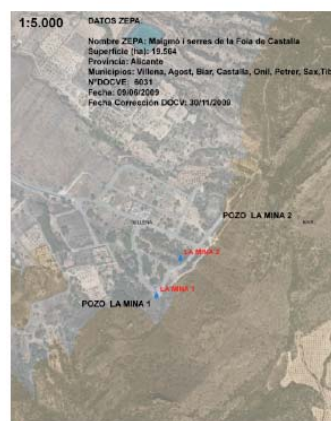 1:5.000
DATOS ZEPA:
Nombre ZEPA: Maigmó i serres de la Foia de Castalla
Superficie (ha): 19.564
Provincia: Alicante
Municipios: Villena, Agost, Biar, Castalla, Onil, Petrer, Sax,Tib
NºDOCVE: 6031
Fecha: 09/06/2009
Fecha Corrección DOCV: 30/11/2009
POZO LA MINA 2
VILLENA
LA MINA 2
LA MINA 1
POZO LA MINA 1